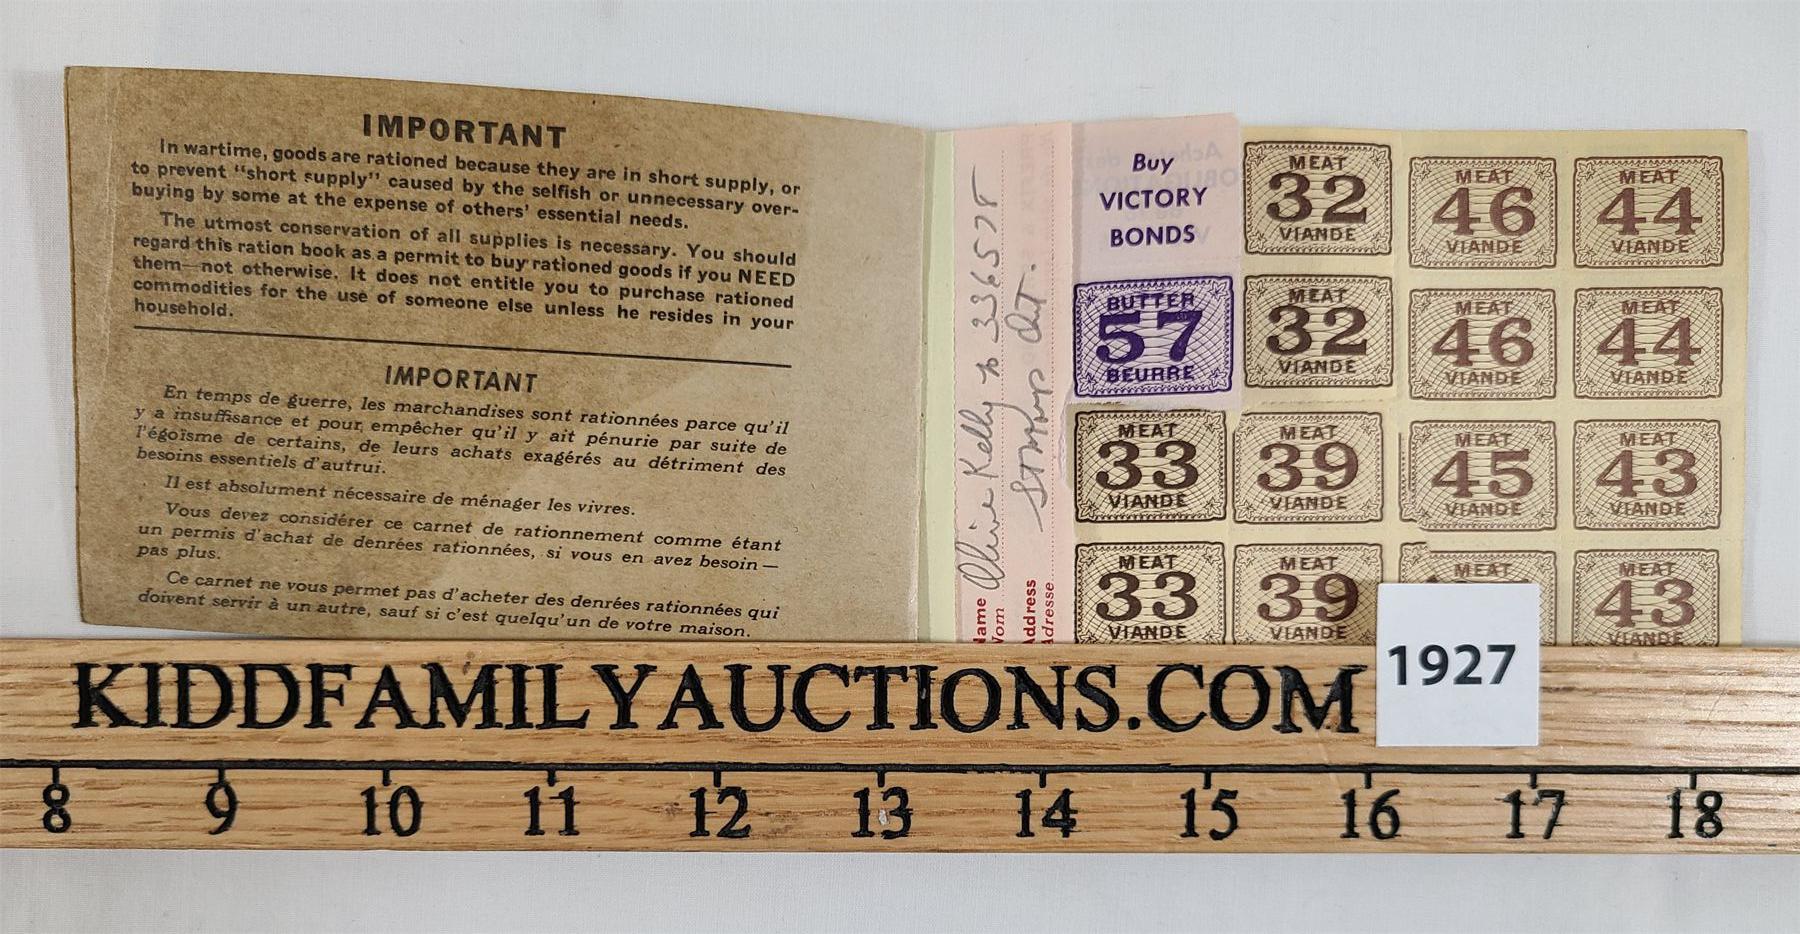 IMPORTANT
In wartime, goods are rationed because they are in short supply, or
to prevent "short supply" caused by the selfish or unnecessary over-
buying by some at the expense of others' essential needs.
The utmost conservation of all supplies is necessary. You should
regard this ration book as a permit to buy rationed goods if you NEED
them—not otherwise. It does not entitle you to purchase rationed
commodities for the use of someone else unless he resides in your
household.
IMPORTANT
En temps de guerre, les marchandises sont rationnées parce qu'il
y a insuffisance et pour empêcher qu'il y ait pénurie par suite de
l'égoïsme de certains, de leurs achats exagérés au détriment des
besoins essentiels d'autrui.
Il est absolument nécessaire de ménager les vivres.
Vous devez considérer ce carnet de rationnement comme étant
un permis d'achat de denrées rationnées, si vous en avez besoin—
pas plus.
Ce carnet ne vous permet pas d'acheter des denrées rationnées qui
doivent servir à un autre, sauf si c'est quelqu'un de votre maison.
Name Olive Kelly
Nom
Address Ont.
Adresse
Buy
VICTORY
BONDS
MEAT
32
VIANDE
MEAT
46
VIANDE
MEAT
44
VIANDE
BUTTER
57
BEURRE
MEAT
32
VIANDE
MEAT
46
VIANDE
MEAT
44
VIANDE
MEAT
33
VIANDE
MEAT
39
VIANDE
MEAT
45
VIANDE
MEAT
43
VIANDE
MEAT
33
VIANDE
MEAT
39
VIANDE
MEAT
MEAT
43
VIANDE
KIDDFAMILYAUCTIONS.COM
1927
8 9 10 11 12 13 14 15 16 17 18